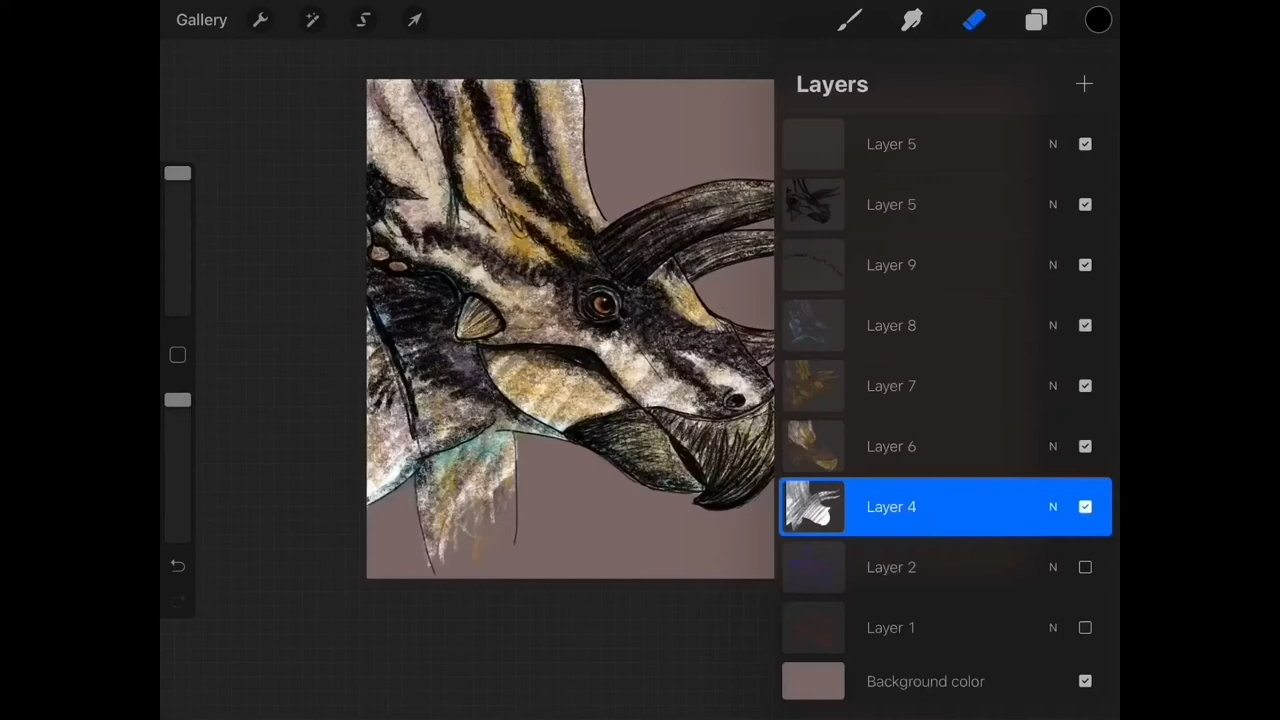 Gallery
Layers
Layer 5 N
Layer 5 N
Layer 9 N
Layer 8 N
Layer 7 N
Layer 6 N
Layer 4 N
Layer 2 N
Layer 1 N
Background color